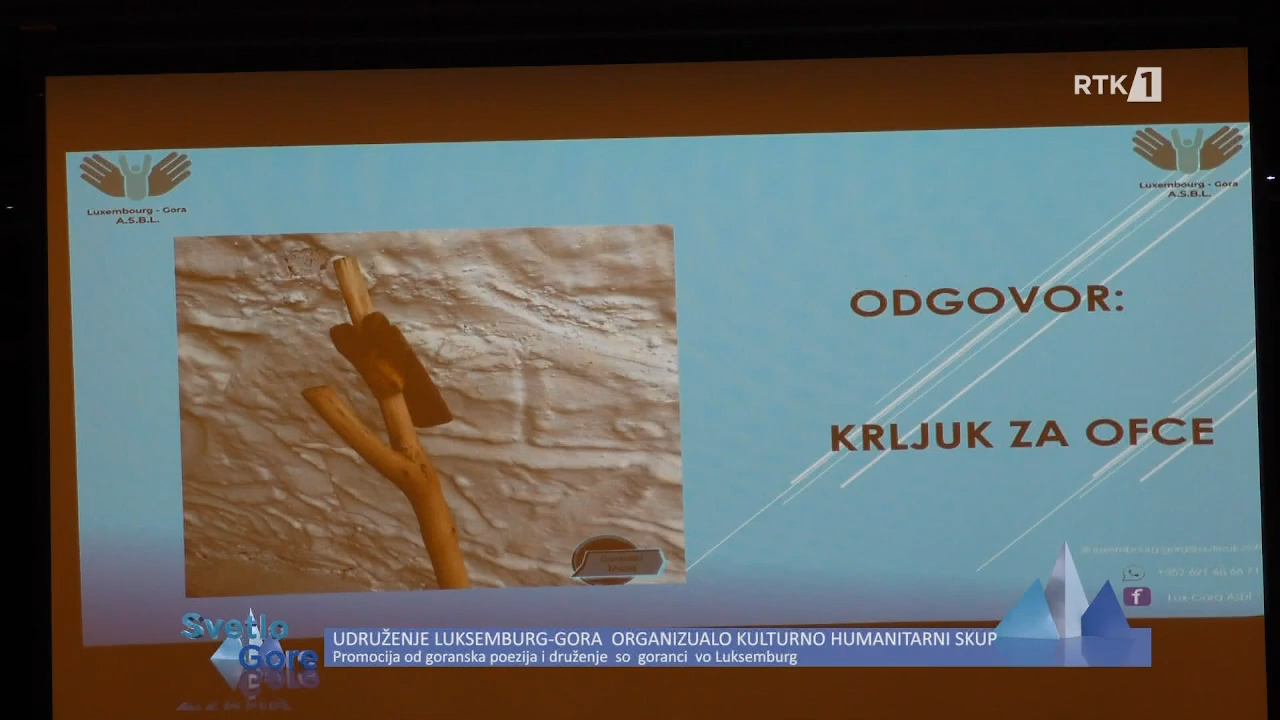 RTK 1
Luxembourg - Gora
A.S.B.L.
Luxembourg - Gora
A.S.B.L.
ODGOVOR:
KRLJUK ZA OFCE
Lux-Gora Asbl
Svetlo
Gore
UDRUŽENJE LUKSEMBURG-GORA ORGANIZUALO KULTURNO HUMANITARNI SKUP
Promocija od goranska poezija i druženje so goranci vo Luksemburg